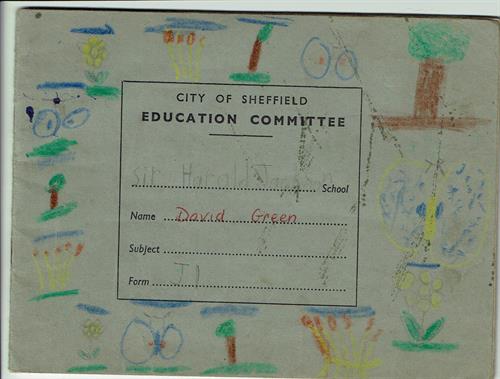 CITY OF SHEFFIELD
EDUCATION COMMITTEE
Sir Harold Jackson School
Name David Green
Subject
Form J1